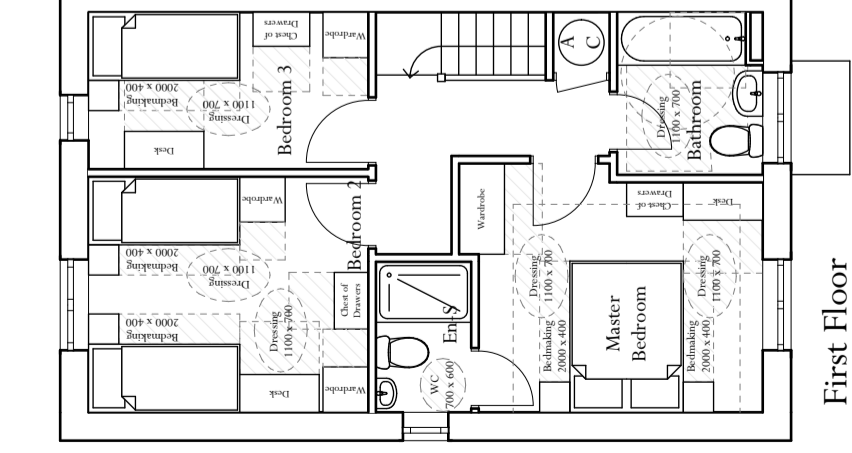 Drawers
Chest of
Wardrobe
Bedmaking
2000 x 400
Dressing
1100 x 700
Desk
Bedroom 3
A
C
Dressing
1100 x 700
Bathroom
Wardrobe
Bedmaking
2000 x 400
Dressing
1100 x 700
Bedroom 2
Chest of
Drawers
Dressing
1100 x 700
Bedmaking
2000 x 400
Desk
Wardrobe
En-S
WC
700 x 600
Wardrobe
Chest of
Drawers
Desk
Dressing
1100 x 700
Bedmaking
2000 x 400
Master
Bedroom
Dressing
1100 x 700
Bedmaking
2000 x 400
First Floor